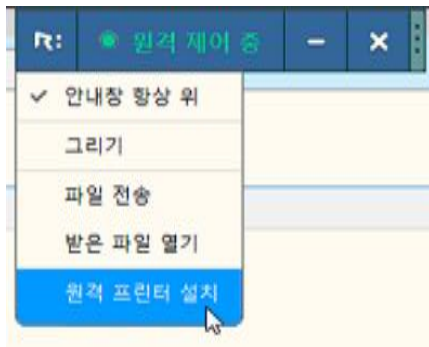 R: 원격 제어 중
안내창 항상 위
그리기
파일 전송
받은 파일 열기
원격 프린터 설치